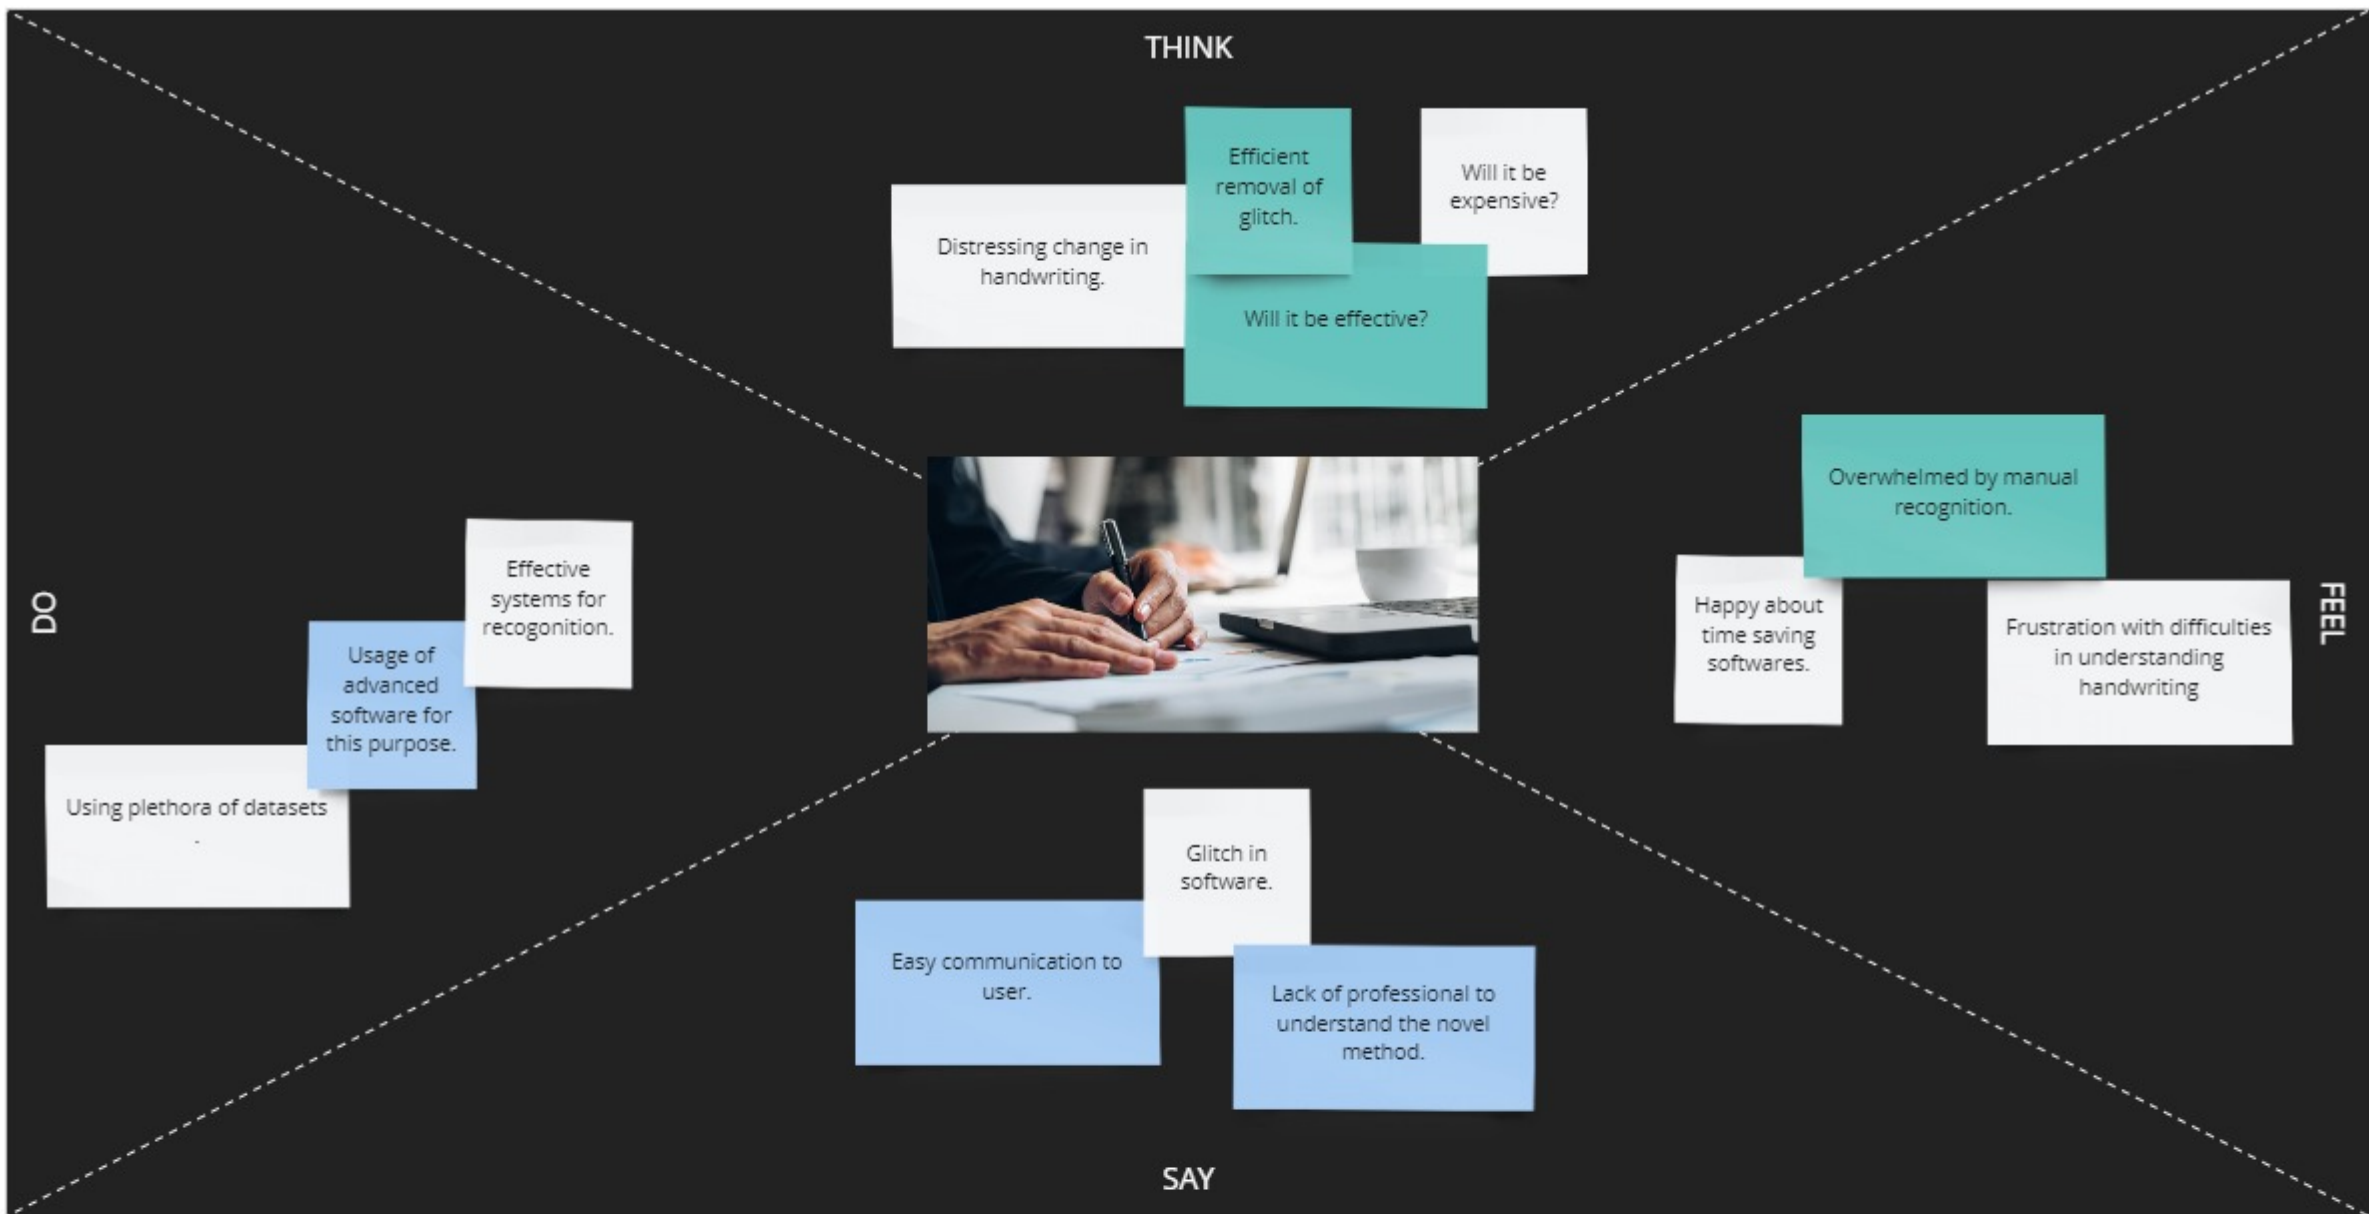 THINK
Efficient
removal of
glitch.
Will it be
expensive?
Distressing change in
handwriting.
Will it be effective?
DO
Effective
systems for
recogonition.
Usage of
advanced
software for
this purpose.
Using plethora of datasets
.
FEEL
Overwhelmed by manual
recognition.
Happy about
time saving
softwares.
Frustration with difficulties
in understanding
handwriting
Glitch in
software.
Easy communication to
user.
Lack of professional to
understand the novel
method.
SAY